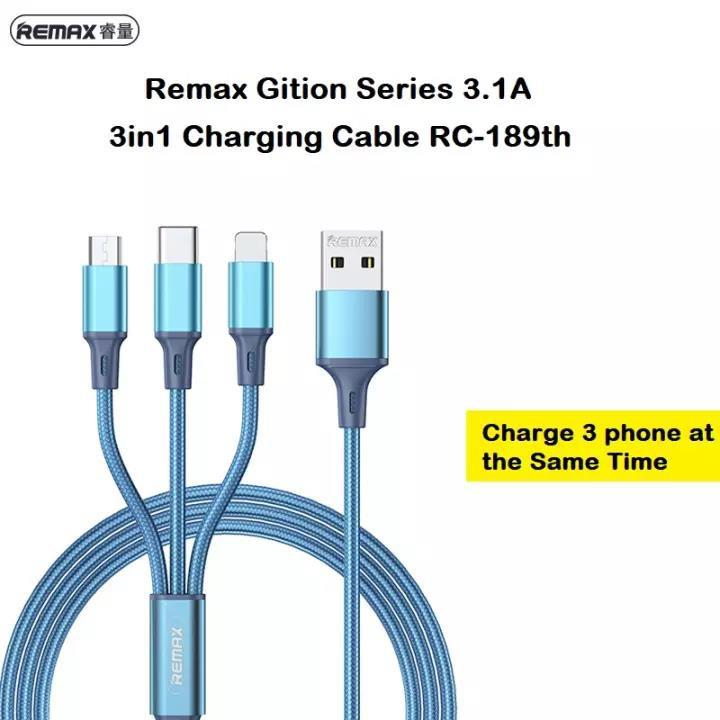 REMAX 睿量
Remax Gition Series 3.1A
3in1 Charging Cable RC-189th
REMAX
Charge 3 phone at
the Same Time
REMAX